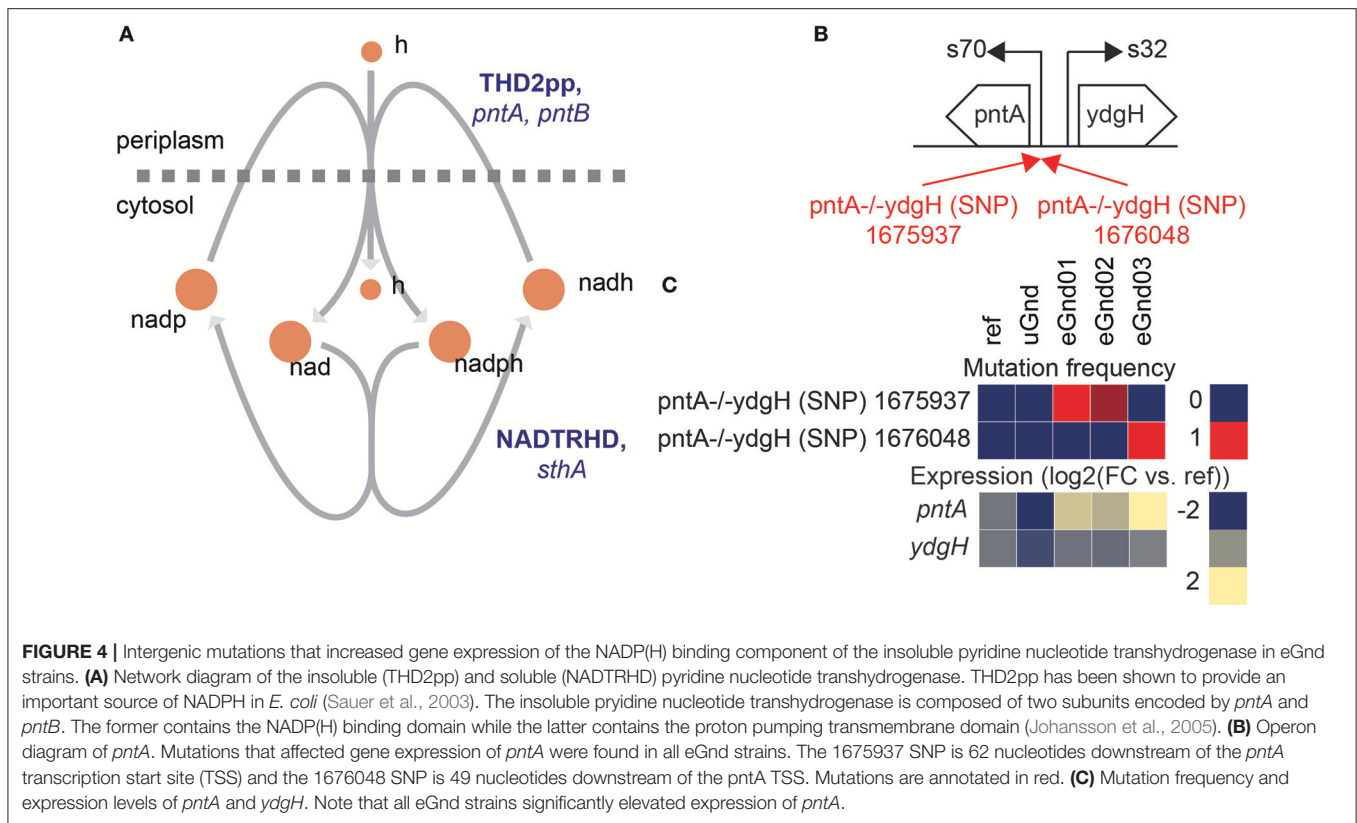 A
h
THD2pp,
pntA, pntB
periplasm
cytosol
nadp
nad
h
nadph
nadh
NADTRHD,
sthA
B
s70
s32
pntA
ydgH
pntA-/-ydgH (SNP)
1675937
pntA-/-ydgH (SNP)
1676048
C
ref
uGnd
eGnd01
eGnd02
eGnd03
Mutation frequency
pntA-/-ydgH (SNP) 1675937
0
pntA-/-ydgH (SNP) 1676048
1
Expression (log2(FC vs. ref))
pntA
-2
ydgH
2
FIGURE 4 | Intergenic mutations that increased gene expression of the NADP(H) binding component of the insoluble pyridine nucleotide transhydrogenase in eGnd
strains. (A) Network diagram of the insoluble (THD2pp) and soluble (NADTRHD) pyridine nucleotide transhydrogenase. THD2pp has been shown to provide an
important source of NADPH in E. coli (Sauer et al., 2003). The insoluble pryidine nucleotide transhydrogenase is composed of two subunits encoded by pntA and
pntB. The former contains the NADP(H) binding domain while the latter contains the proton pumping transmembrane domain (Johansson et al., 2005). (B) Operon
diagram of pntA. Mutations that affected gene expression of pntA were found in all eGnd strains. The 1675937 SNP is 62 nucleotides downstream of the pntA
transcription start site (TSS) and the 1676048 SNP is 49 nucleotides downstream of the pntA TSS. Mutations are annotated in red. (C) Mutation frequency and
expression levels of pntA and ydgH. Note that all eGnd strains significantly elevated expression of pntA.